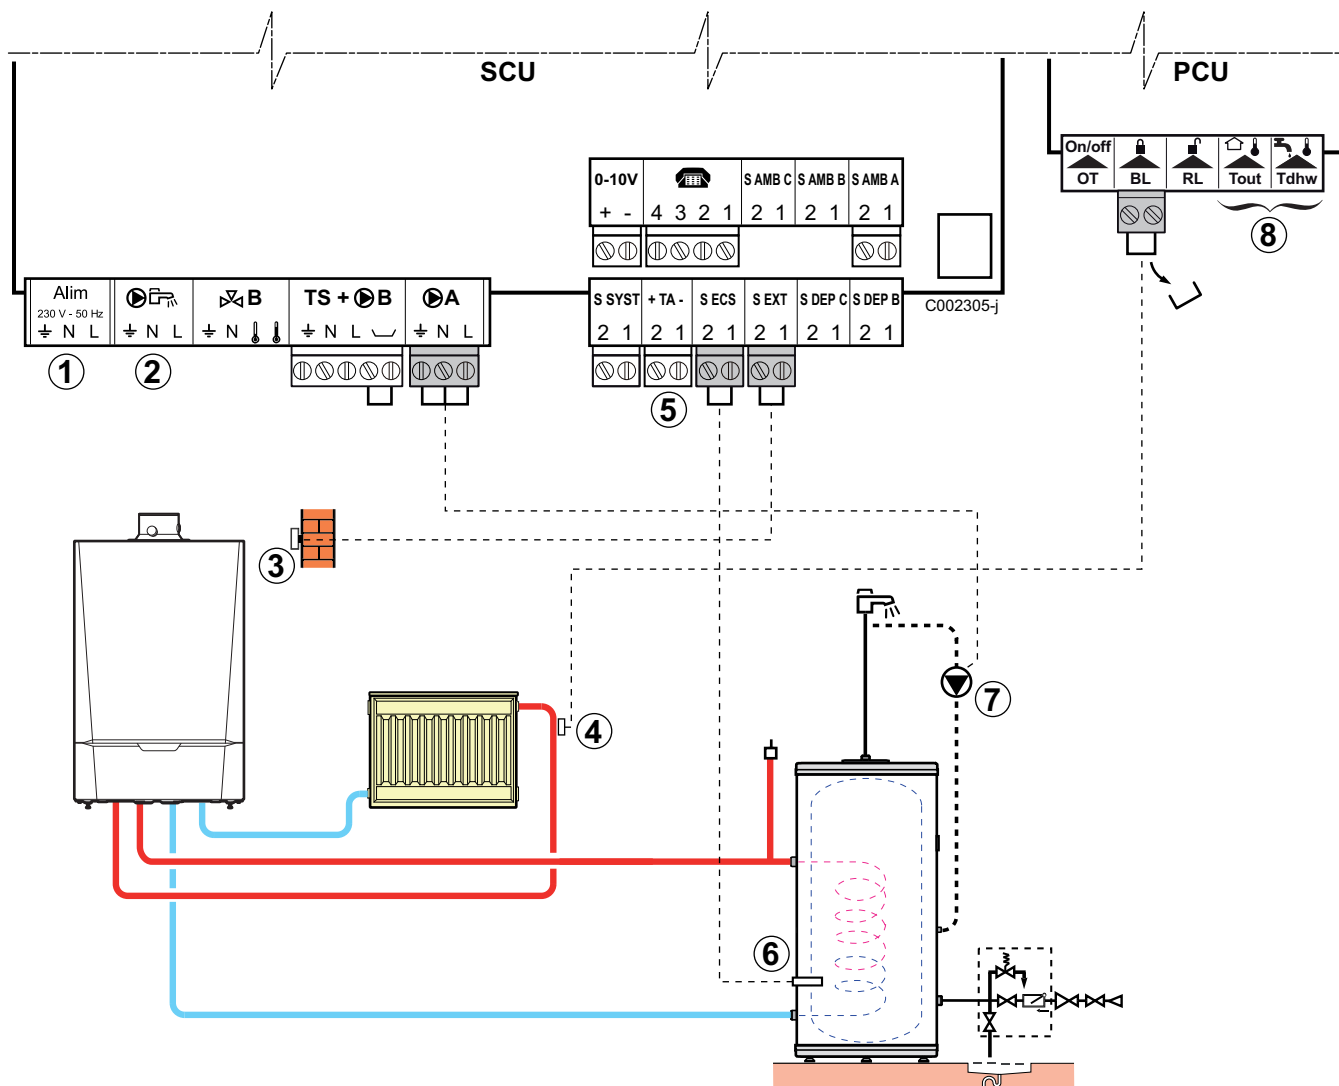 SCU
PCU
On/off
OT BL RL Tout Tdhw
0-10V S AMB C S AMB B S AMB A
+ - 4 3 2 1 2 1 2 1 2 1
8
C002305-j
Alim
230 V - 50 Hz
N L
N L
B
N
TS + B
N L
A
N L
S SYST + TA - S ECS S EXT S DEP C S DEP B
2 1 2 1 2 1 2 1 2 1 2 1
1
2
5
3
7
4
6